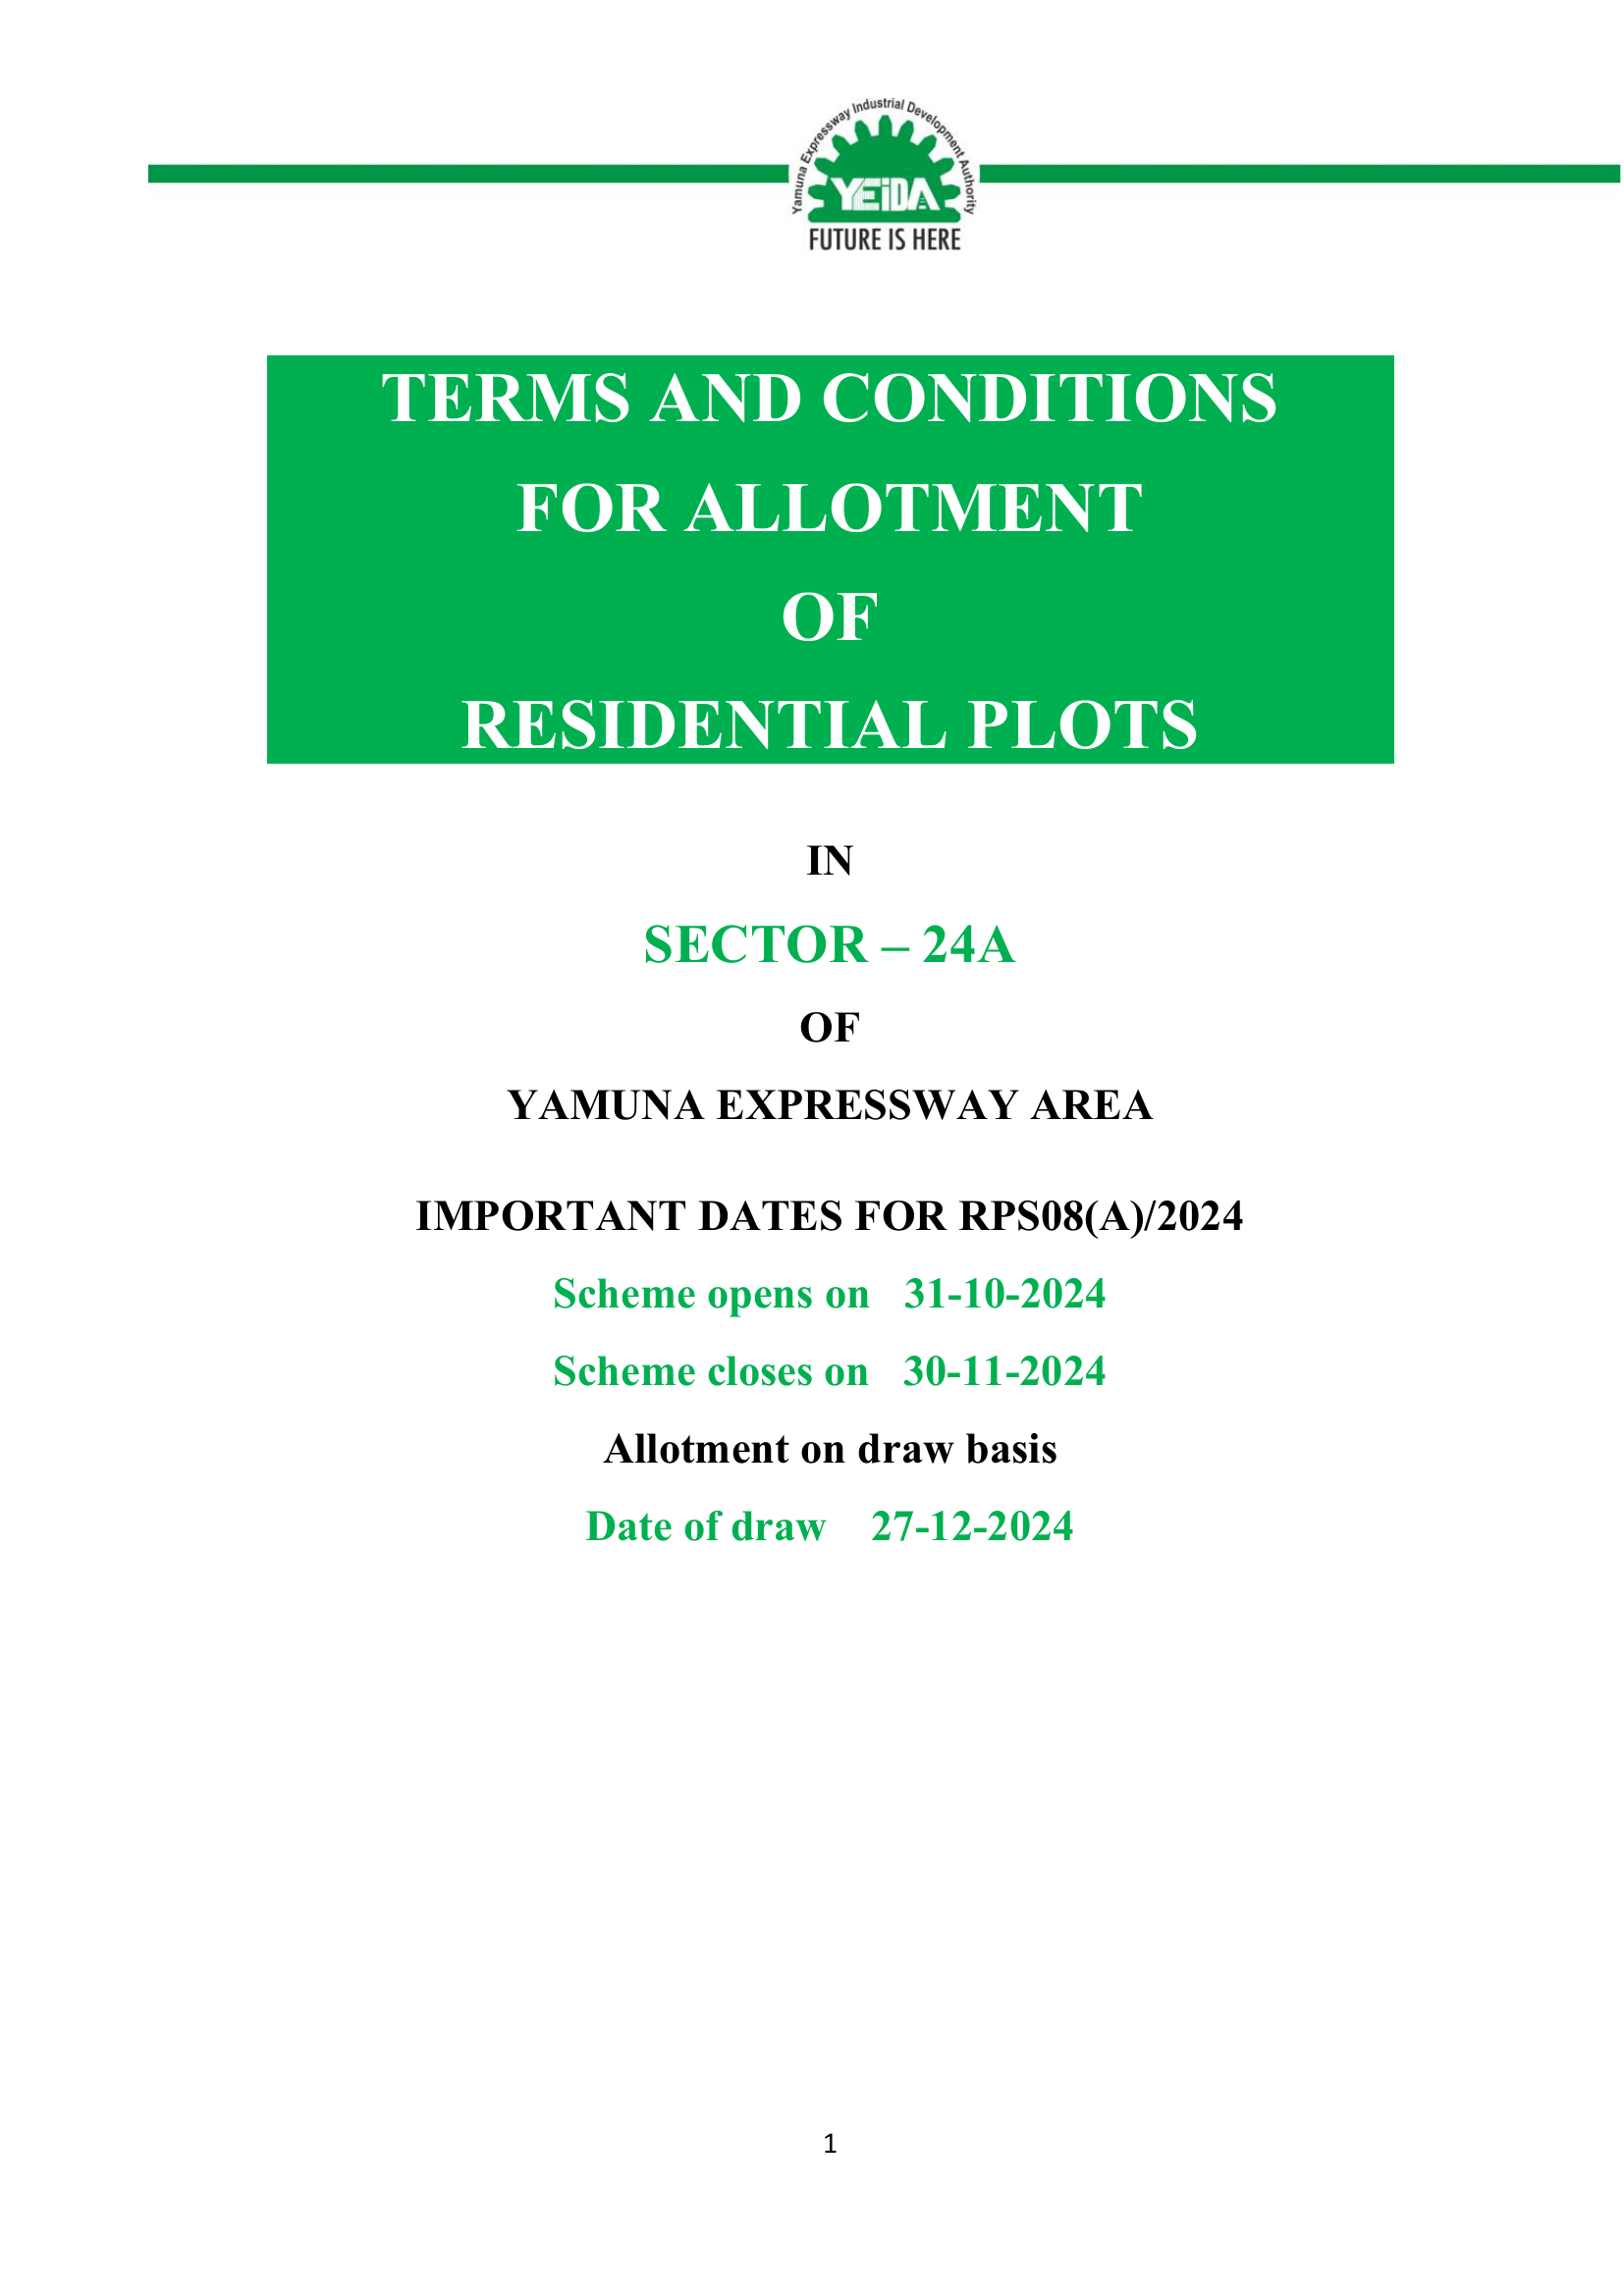 Yamuna Expressway Industrial Development Authority
YEiDA
FUTURE IS HERE
TERMS AND CONDITIONS
FOR ALLOTMENT
OF
RESIDENTIAL PLOTS
IN
SECTOR – 24A
OF
YAMUNA EXPRESSWAY AREA
IMPORTANT DATES FOR RPS08(A)/2024
Scheme opens on 31-10-2024
Scheme closes on 30-11-2024
Allotment on draw basis
Date of draw 27-12-2024
1